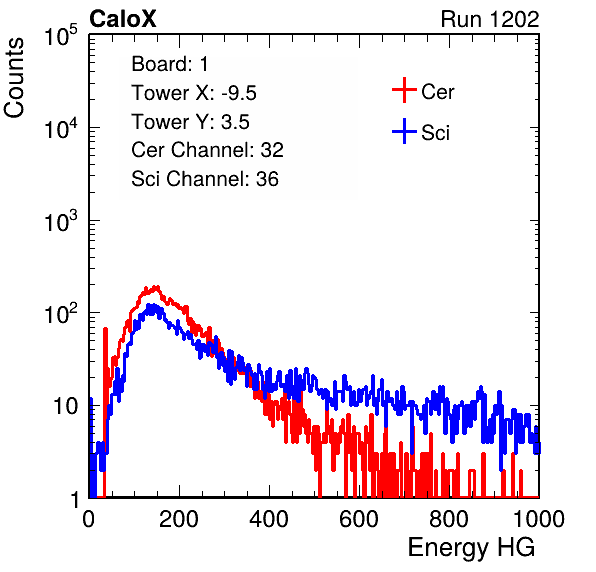 CaloX Run 1202
Counts
10^5
10^4
10^3
10^2
10
1
Board: 1
Tower X: -9.5
Tower Y: 3.5
Cer Channel: 32
Sci Channel: 36
Cer
Sci
0 200 400 600 800 1000
Energy HG